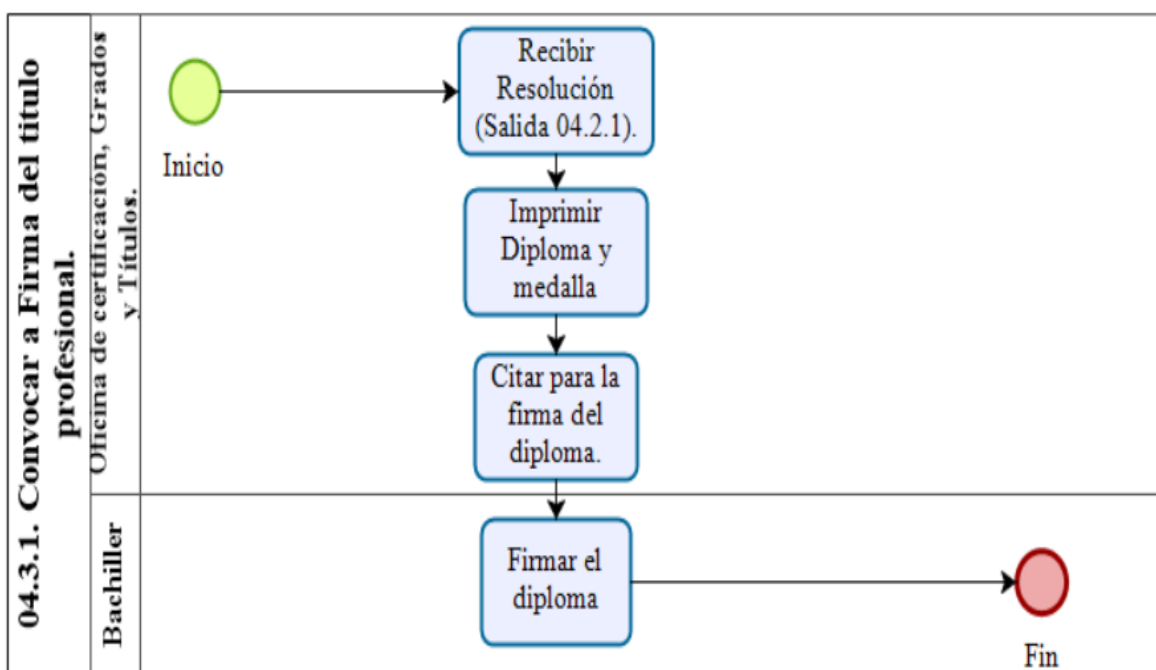 04.3.1. Convocar a Firma del titulo
profesional.
Oficina de certificación, Grados
y Títulos.
Inicio
Recibir
Resolución
(Salida 04.2.1).
Imprimir
Diploma y
medalla
Citar para la
firma del
diploma.
Bachiller
Firmar el
diploma
Fin